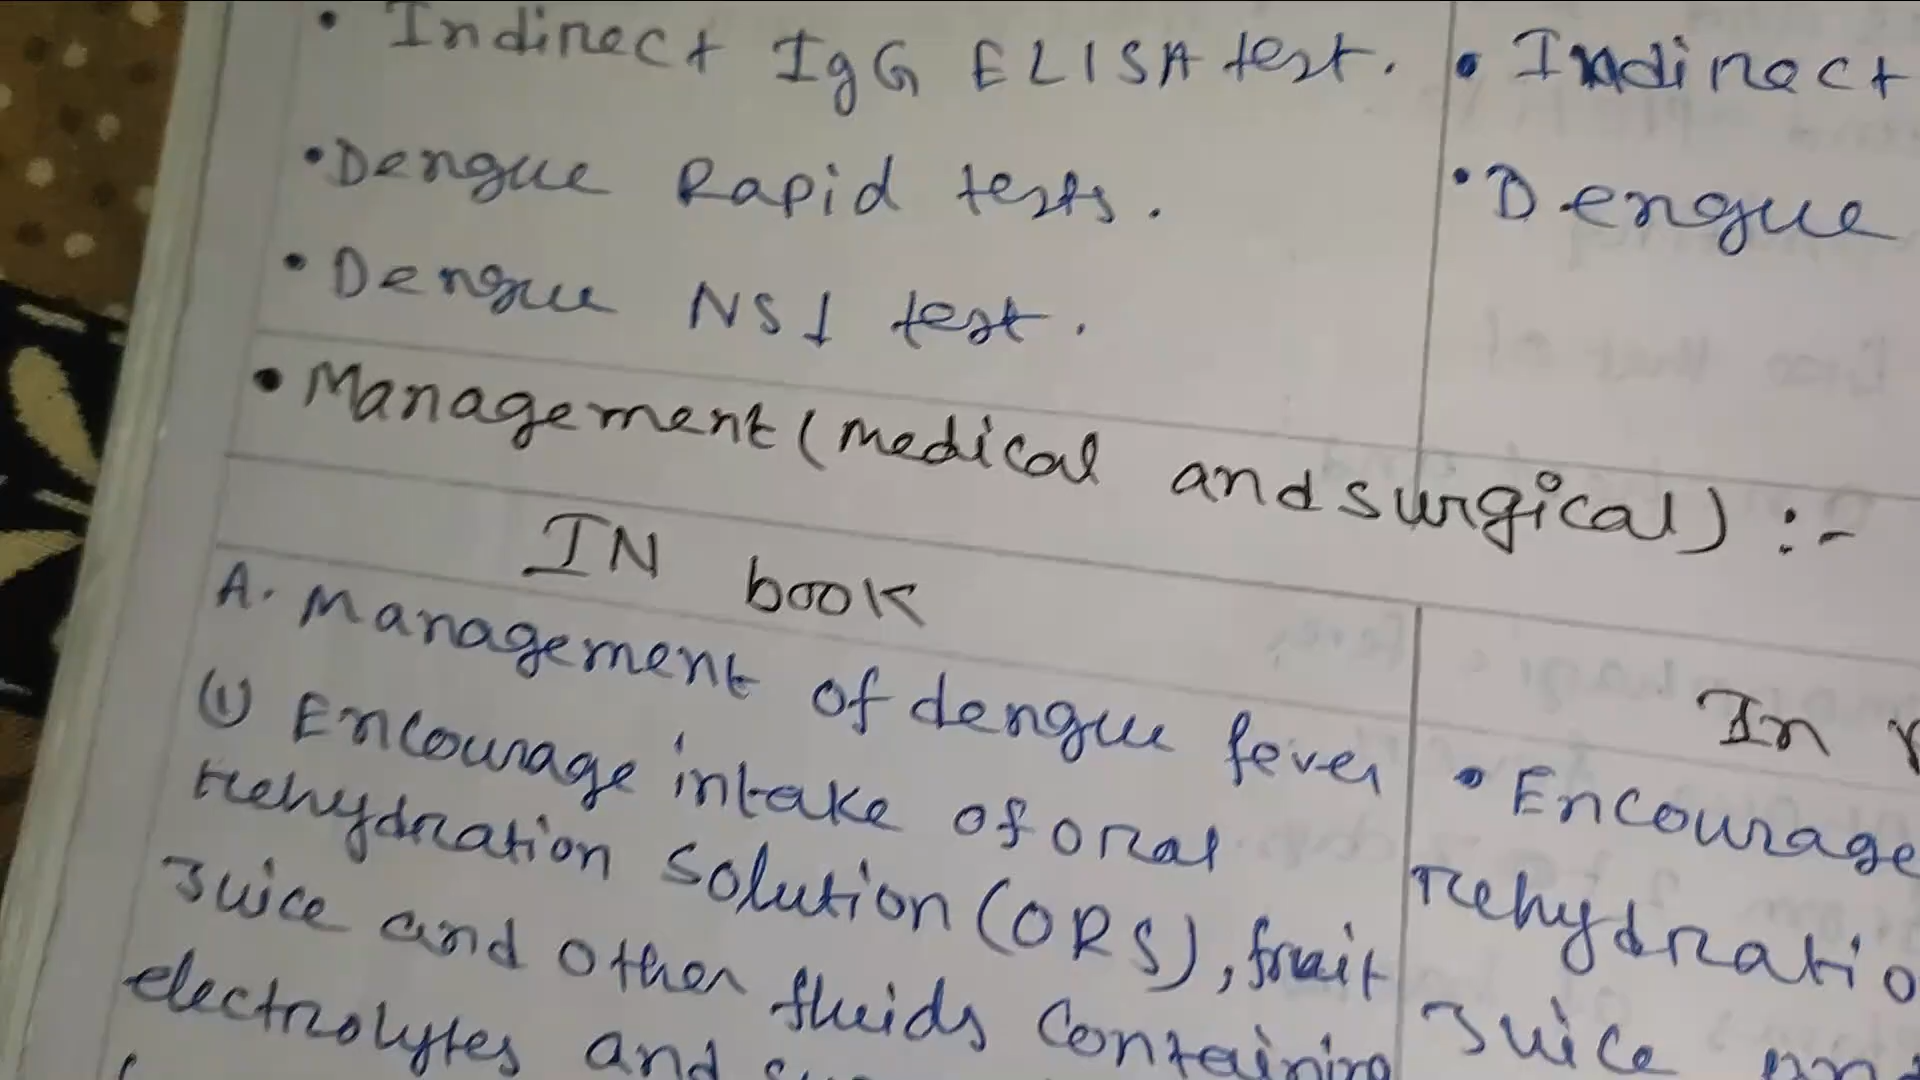 • Indirect IgG ELISA test.
• Dengue Rapid tests.
• Dengue NS1 test.
• Indirect
• Dengue
• Management (medical and surgical) :-
IN book
A. Management of dengue fever
(1) Encourage intake of oral
rehydration solution (ORS), fruit
Juice and other fluids containing
electrolytes and
In
• Encourage
rehydratio
Juice